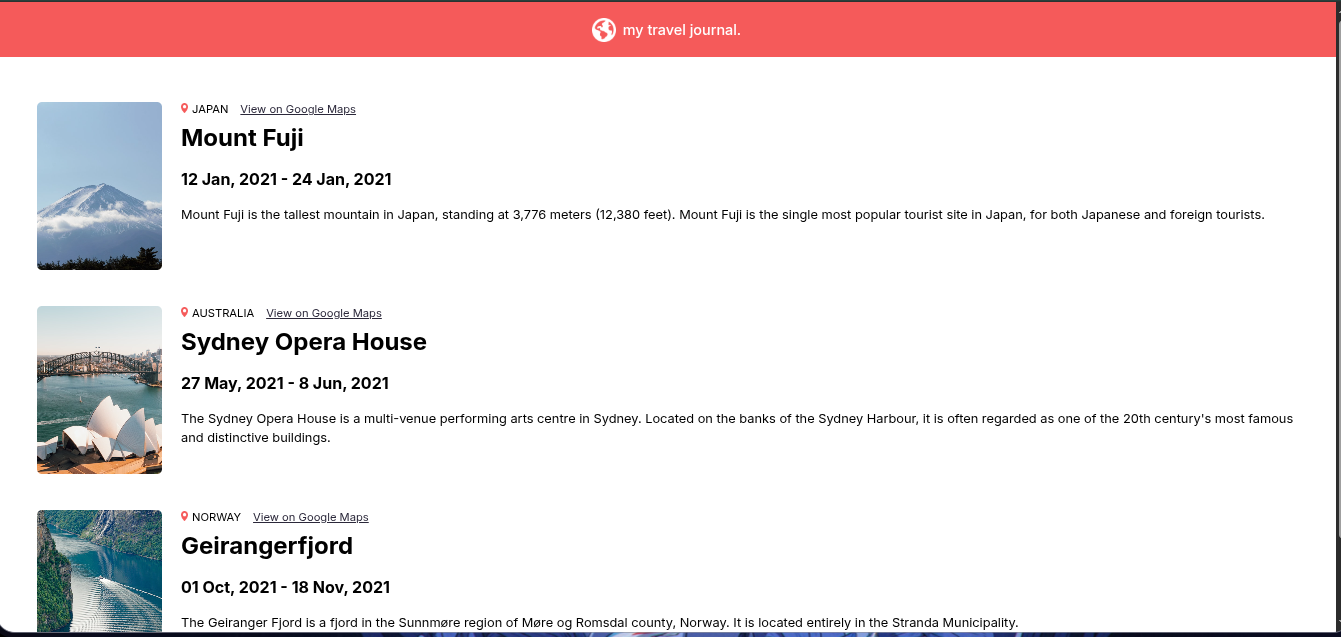 my travel journal.
JAPAN View on Google Maps
Mount Fuji
12 Jan, 2021 - 24 Jan, 2021
Mount Fuji is the tallest mountain in Japan, standing at 3,776 meters (12,380 feet). Mount Fuji is the single most popular tourist site in Japan, for both Japanese and foreign tourists.
AUSTRALIA View on Google Maps
Sydney Opera House
27 May, 2021 - 8 Jun, 2021
The Sydney Opera House is a multi-venue performing arts centre in Sydney. Located on the banks of the Sydney Harbour, it is often regarded as one of the 20th century's most famous
and distinctive buildings.
NORWAY View on Google Maps
Geirangerfjord
01 Oct, 2021 - 18 Nov, 2021
The Geiranger Fjord is a fjord in the Sunnmøre region of Møre og Romsdal county, Norway. It is located entirely in the Stranda Municipality.